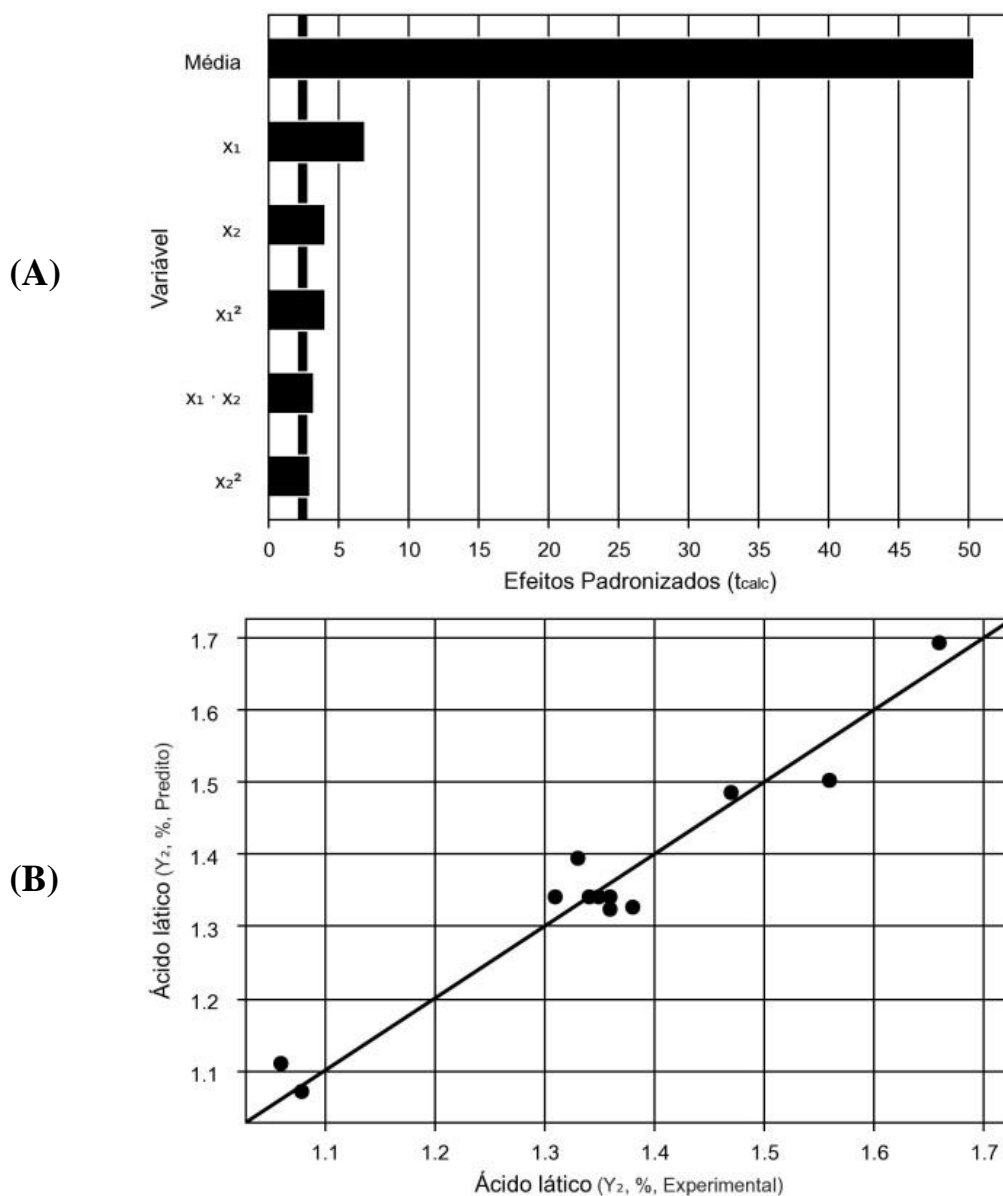 (A)
Variável
Média
x₁
x₂
x₁²
x₁ · x₂
x₂²
0 5 10 15 20 25 30 35 40 45 50
Efeitos Padronizados (tcalc)
(B)
Ácido lático (Y₂, %, Predito)
1.7
1.6
1.5
1.4
1.3
1.2
1.1
1.1 1.2 1.3 1.4 1.5 1.6 1.7
Ácido lático (Y₂, %, Experimental)